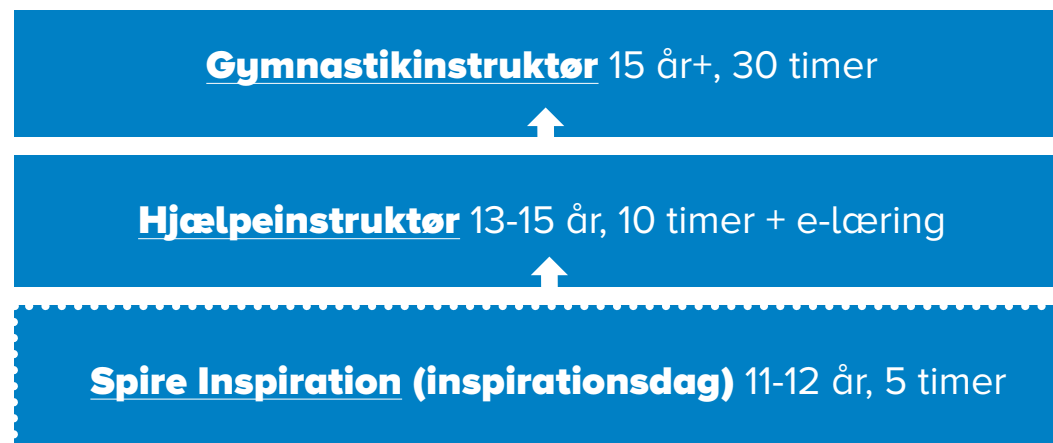 Gymnastikinstruktør 15 år+, 30 timer
Hjælpeinstruktør 13-15 år, 10 timer + e-læring
Spire Inspiration (inspirationsdag) 11-12 år, 5 timer